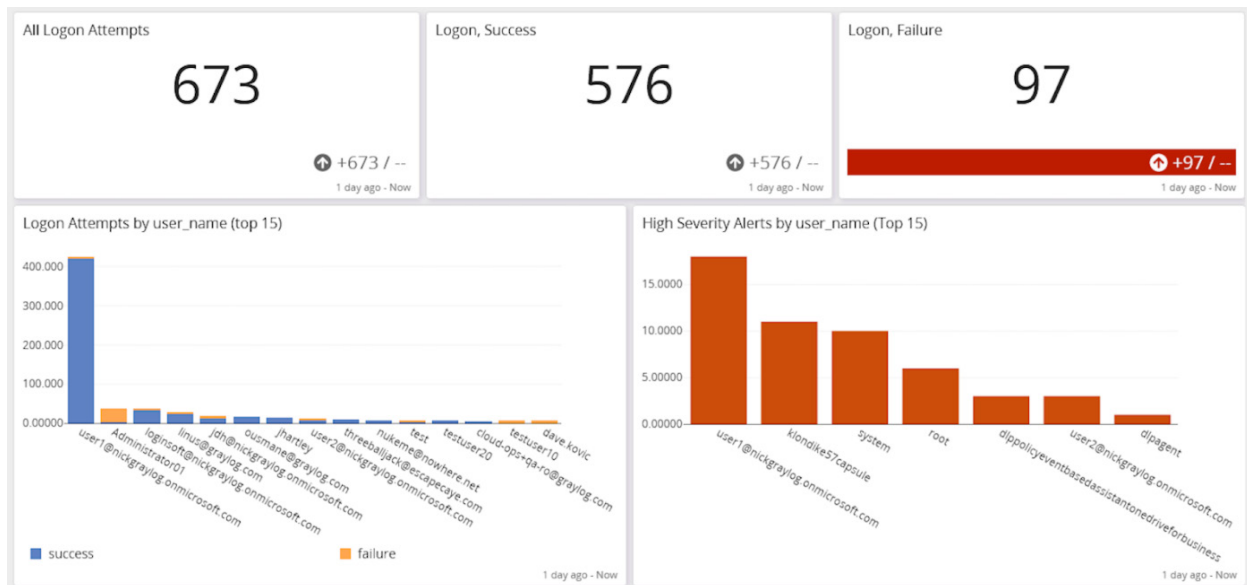 All Logon Attempts
673
+673 / --
1 day ago - Now
Logon, Success
576
+576 / --
1 day ago - Now
Logon, Failure
97
+97 / --
1 day ago - Now
Logon Attempts by user_name (top 15)
400.000
300.000
200.000
100.000
0.00000
user1@nickgraylog.onmicrosoft.com
Administrator01
loginsoft@nickgraylog.onmicrosoft.com
linus@graylog.com
jdh@nickgraylog.onmicrosoft.com
ousmane@graylog.com
jhartley
user2@nickgraylog.onmicrosoft.com
threeballjack@escapecaye.com
nukeme@nowhere.net
test
testuser20
cloud-ops+qa-ro@graylog.com
testuser10
dave.kovic
success
failure
1 day ago - Now
High Severity Alerts by user_name (Top 15)
15.0000
10.0000
5.00000
0.00000
user1@nickgraylog.onmicrosoft.com
klondike57capsule
system
root
dlppolicyeventbasedassistantonedriveforbusiness
user2@nickgraylog.onmicrosoft.com
dlpagent
1 day ago - Now